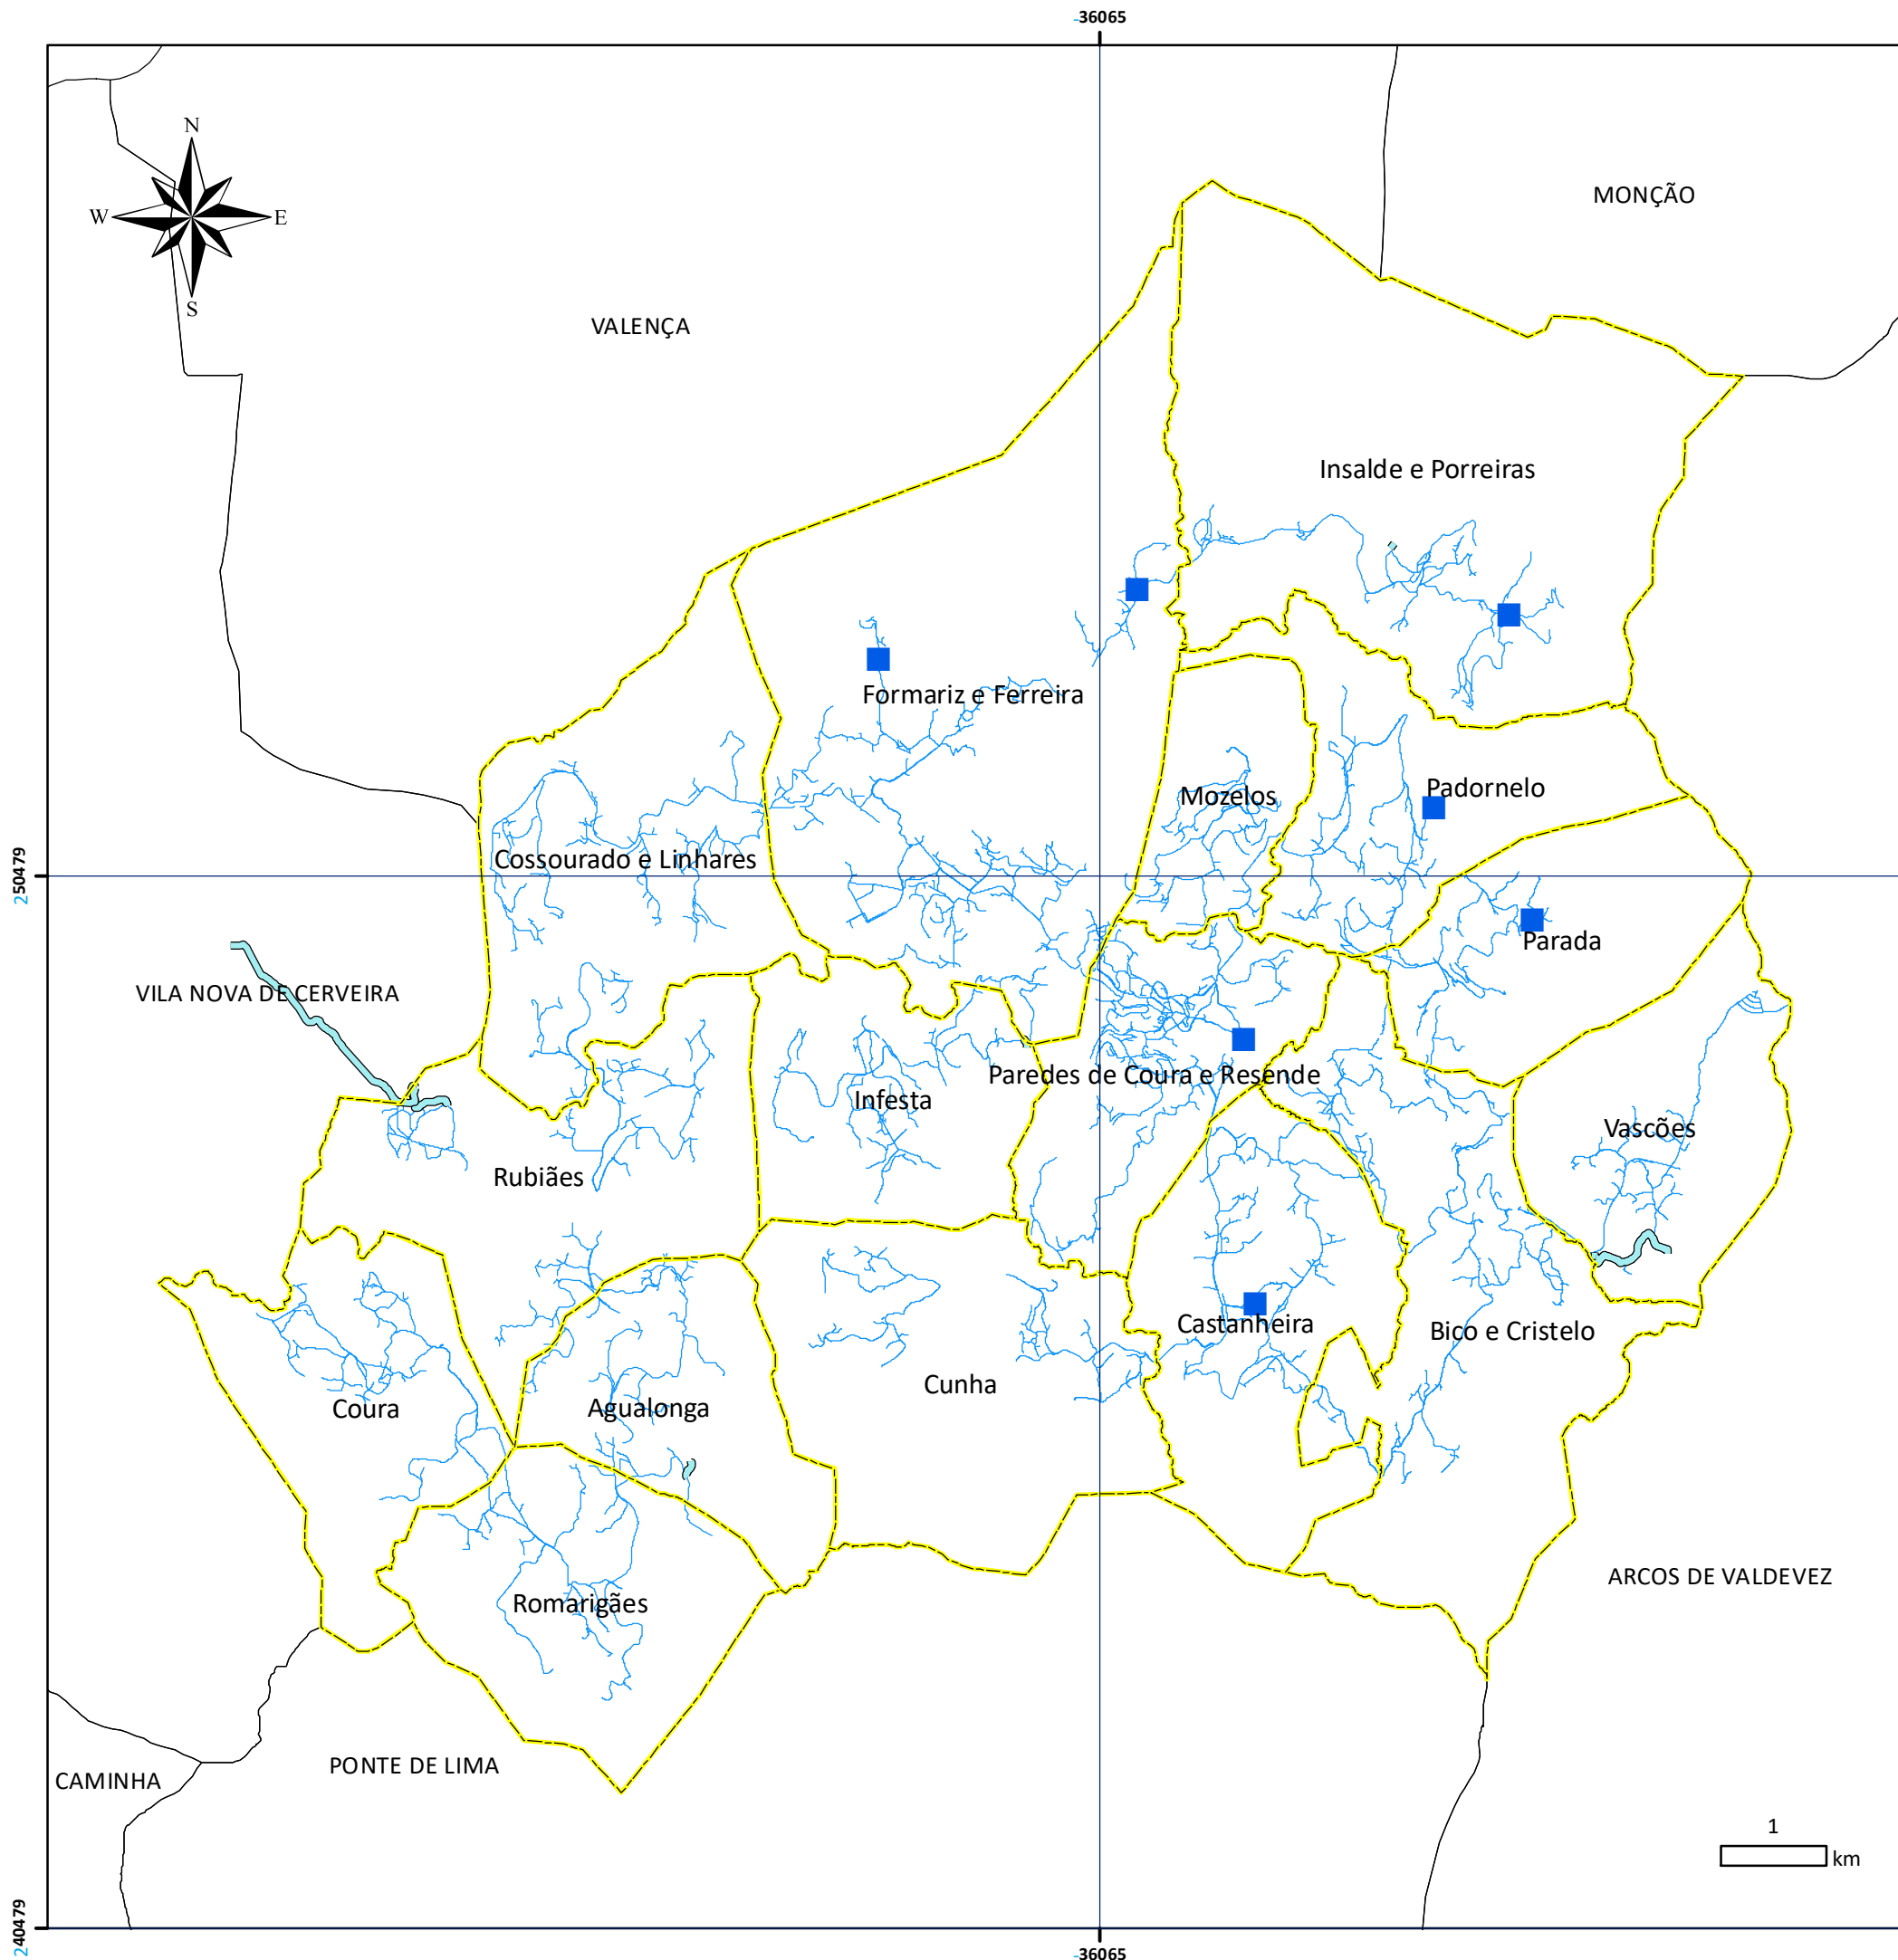 -36065
MONÇÃO
N
W
E
S
VALENÇA
Insalde e Porreiras
Formariz e Ferreira
Padornelo
Mozelos
Cossourado e Linhares
250479
Parada
VILA NOVA DE CERVEIRA
Paredes de Coura e Resende
Infesta
Vascões
Rubiães
Castanheira
Bico e Cristelo
Cunha
Agualonga
Coura
ARCOS DE VALDEVEZ
Romarigães
PONTE DE LIMA
CAMINHA
1
km
240479
-36065